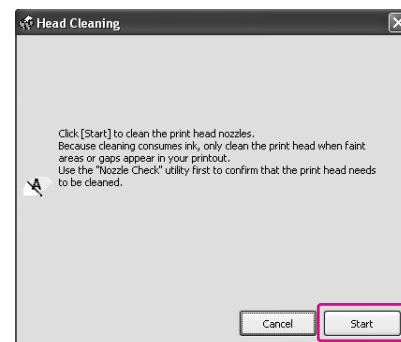 Head Cleaning
Click [Start] to clean the print head nozzles.
Because cleaning consumes ink, only clean the print head when faint
areas or gaps appear in your printout.
Use the "Nozzle Check" utility first to confirm that the print head needs
to be cleaned.
Cancel
Start